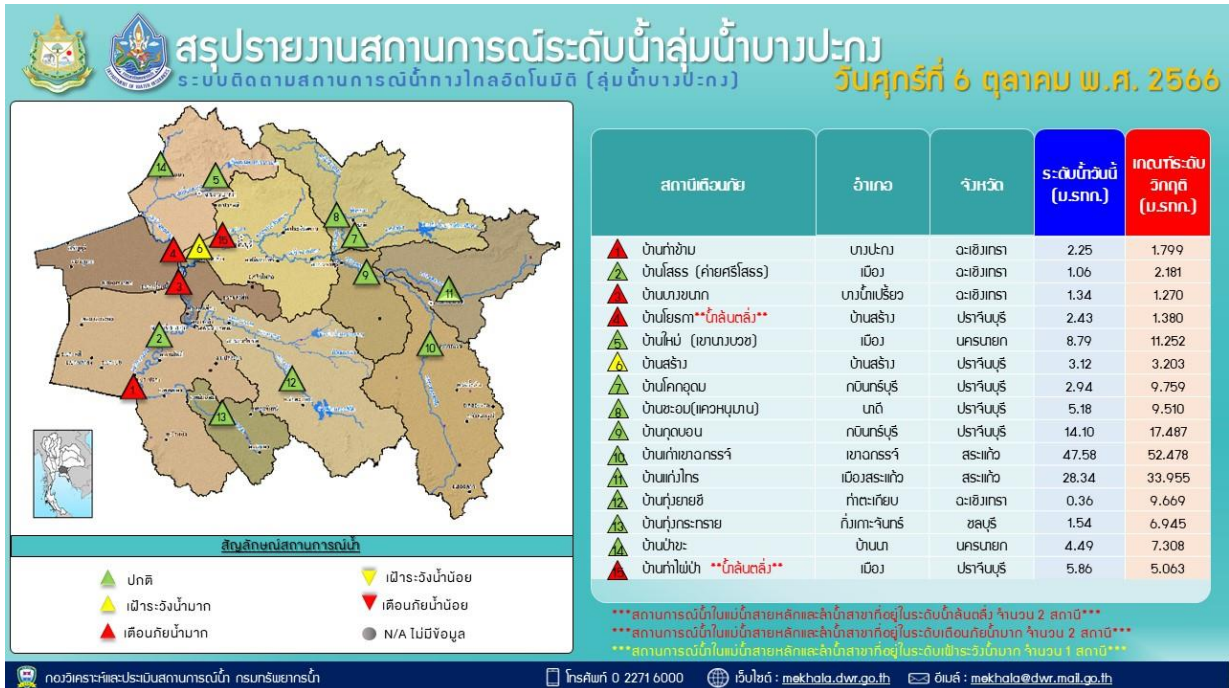 สรุปรายงานสถานการณ์ระดับน้ำลุ่มน้ำบางปะกง
ระบบติดตามสถานการณ์น้ำทางไกลอัตโนมัติ (ลุ่มน้ำบางปะกง)
วันศุกร์ที่ 6 ตุลาคม พ.ศ. 2566
14
5
8
7
15
6
4
9
3
11
2
10
12
1
13
สัญลักษณ์สถานการณ์น้ำ
ปกติ
เฝ้าระวังน้ำน้อย
เฝ้าระวังน้ำมาก
เตือนภัยน้ำน้อย
เตือนภัยน้ำมาก
N/A ไม่มีข้อมูล
สถานีเตือนภัย อำเภอ จังหวัด ระดับน้ำวันนี้ (ม.รทก.) เกณฑ์ระดับวิกฤติ (ม.รทก.)
1 บ้านท่าข้าม บางปะกง ฉะเชิงเทรา 2.25 1.799
2 บ้านโสธร (ค่ายศรีโสธร) เมือง ฉะเชิงเทรา 1.06 2.181
3 บ้านบางขนาก บางน้ำเปรี้ยว ฉะเชิงเทรา 1.34 1.270
4 บ้านโยธกา**น้ำล้นตลิ่ง** บ้านสร้าง ปราจีนบุรี 2.43 1.380
5 บ้านใหม่ (เขานางบวช) เมือง นครนายก 8.79 11.252
6 บ้านสร้าง บ้านสร้าง ปราจีนบุรี 3.12 3.203
7 บ้านโคกอุดม กบินทร์บุรี ปราจีนบุรี 2.94 9.759
8 บ้านซะอม(แควหนุมาน) นาดี ปราจีนบุรี 5.18 9.510
9 บ้านกุดบอน กบินทร์บุรี ปราจีนบุรี 14.10 17.487
10 บ้านเก่าเขาฉกรรจ์ เขาฉกรรจ์ สระแก้ว 47.58 52.478
11 บ้านแก่งไทร เมืองสระแก้ว สระแก้ว 28.34 33.955
12 บ้านทุ่งยายชี ท่าตะเกียบ ฉะเชิงเทรา 0.36 9.669
13 บ้านทุ่งกระทราย กิ่งเกาะจันทร์ ชลบุรี 1.54 6.945
14 บ้านป่าขะ บ้านนา นครนายก 4.49 7.308
15 บ้านท่าไผ่ป่า **น้ำล้นตลิ่ง** เมือง ปราจีนบุรี 5.86 5.063
***สถานการณ์น้ำในแม่น้ำสายหลักและลำน้ำสาขาที่อยู่ในระดับน้ำล้นตลิ่ง จำนวน 2 สถานี***
***สถานการณ์น้ำในแม่น้ำสายหลักและลำน้ำสาขาที่อยู่ในระดับเตือนภัยน้ำมาก จำนวน 2 สถานี***
***สถานการณ์น้ำในแม่น้ำสายหลักและลำน้ำสาขาที่อยู่ในระดับเฝ้าระวังน้ำมาก จำนวน 1 สถานี***
กองวิเคราะห์และประเมินสถานการณ์น้ำ กรมทรัพยากรน้ำ โทรศัพท์ 0 2271 6000 เว็บไซต์ : mekhala.dwr.go.th อีเมล์ : mekhala@dwr.mail.go.th